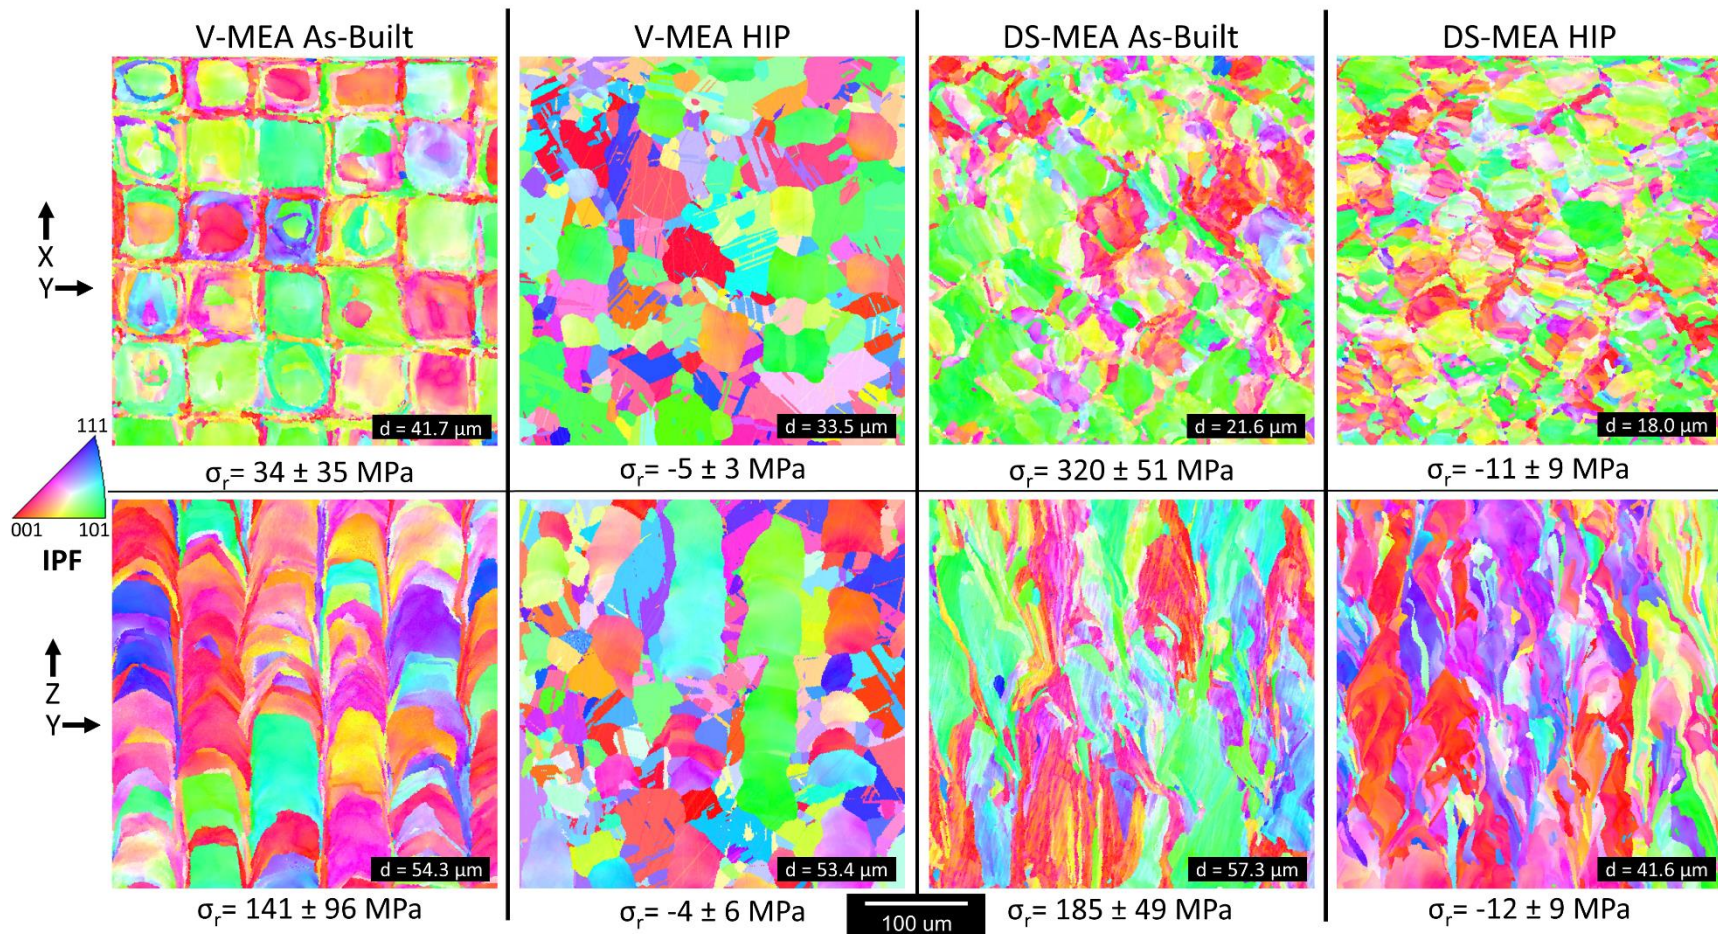 V-MEA As-Built
V-MEA HIP
DS-MEA As-Built
DS-MEA HIP
X
Y
d = 41.7 µm
d = 33.5 µm
d = 21.6 µm
d = 18.0 µm
σr= 34 ± 35 MPa
σr= -5 ± 3 MPa
σr= 320 ± 51 MPa
σr= -11 ± 9 MPa
111
001
101
IPF
Z
Y
d = 54.3 µm
d = 53.4 µm
d = 57.3 µm
d = 41.6 µm
σr= 141 ± 96 MPa
σr= -4 ± 6 MPa
100 um
σr= 185 ± 49 MPa
σr= -12 ± 9 MPa